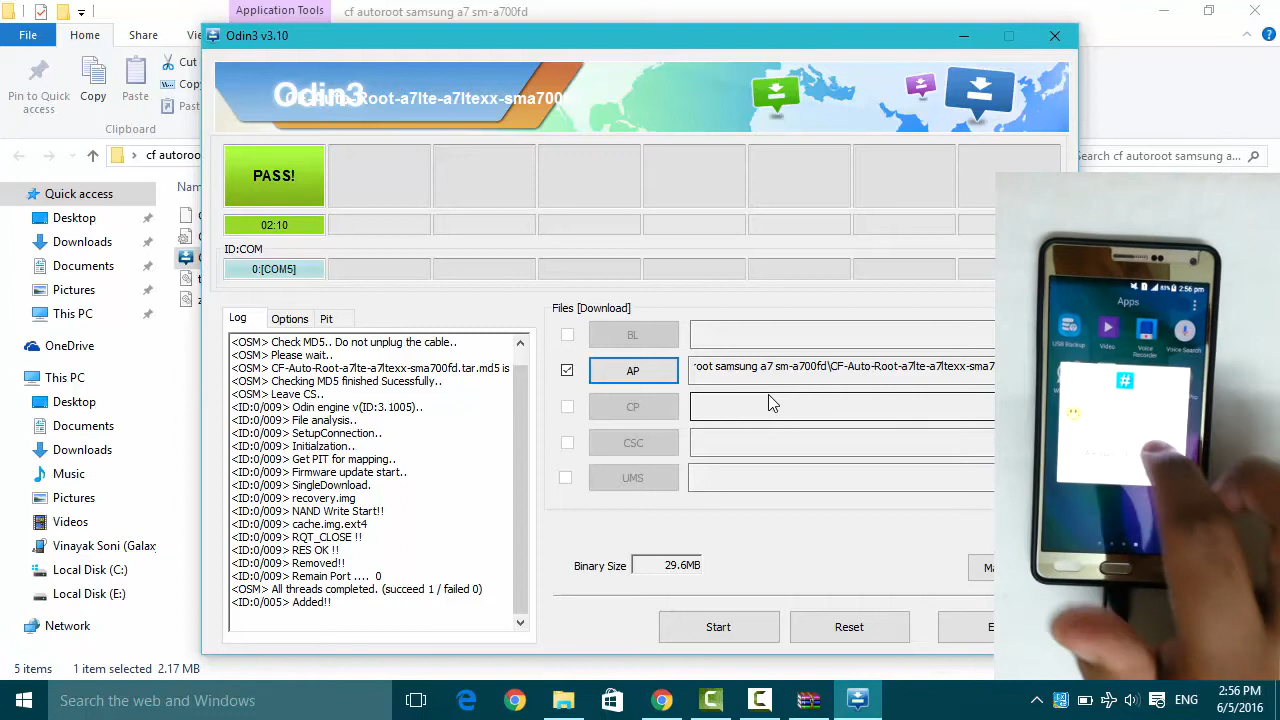 Application Tools
cf autoroot samsung a7 sm-a700fd
File
Home
Share
Odin3 v3.10
Pin to Quick access
Copy
Paste
Cut
Clipboard
Odin3
cf autoroot
Search cf autoroot samsung a...
PASS!
02:10
ID:COM
0:[COM5]
Quick access
Desktop
Downloads
Documents
Pictures
This PC
OneDrive
This PC
Desktop
Documents
Downloads
Music
Pictures
Videos
Vinayak Soni (Galax
Local Disk (C:)
Local Disk (E:)
Network
Log
Options
Pit
<OSM> Check MD5.. Do not unplug the cable..
<OSM> Please wait..
<OSM> CF-Auto-Root-a7lte-a7ltexx-sma700fd.tar.md5 is
<OSM> Checking MD5 finished Sucessfully..
<OSM> Leave CS..
<ID:0/009> Odin engine v(ID:3.1005)..
<ID:0/009> File analysis..
<ID:0/009> SetupConnection..
<ID:0/009> Initialzation..
<ID:0/009> Get PIT for mapping..
<ID:0/009> Firmware update start..
<ID:0/009> SingleDownload.
<ID:0/009> recovery.img
<ID:0/009> NAND Write Start!!
<ID:0/009> cache.img.ext4
<ID:0/009> RQT_CLOSE !!
<ID:0/009> RES OK !!
<ID:0/009> Removed!!
<ID:0/009> Remain Port .... 0
<OSM> All threads completed. (succeed 1 / failed 0)
<ID:0/005> Added!!
Files [Download]
BL
AP
root samsung a7 sm-a700fd\CF-Auto-Root-a7lte-a7ltexx-sma7
CP
CSC
UMS
Binary Size
29.6MB
Start
Reset
2:56 pm
Apps
USB Backup
Video
Voice Recorder
Voice Search
#
5 items
1 item selected 2.17 MB
Search the web and Windows
ENG
2:56 PM
6/5/2016